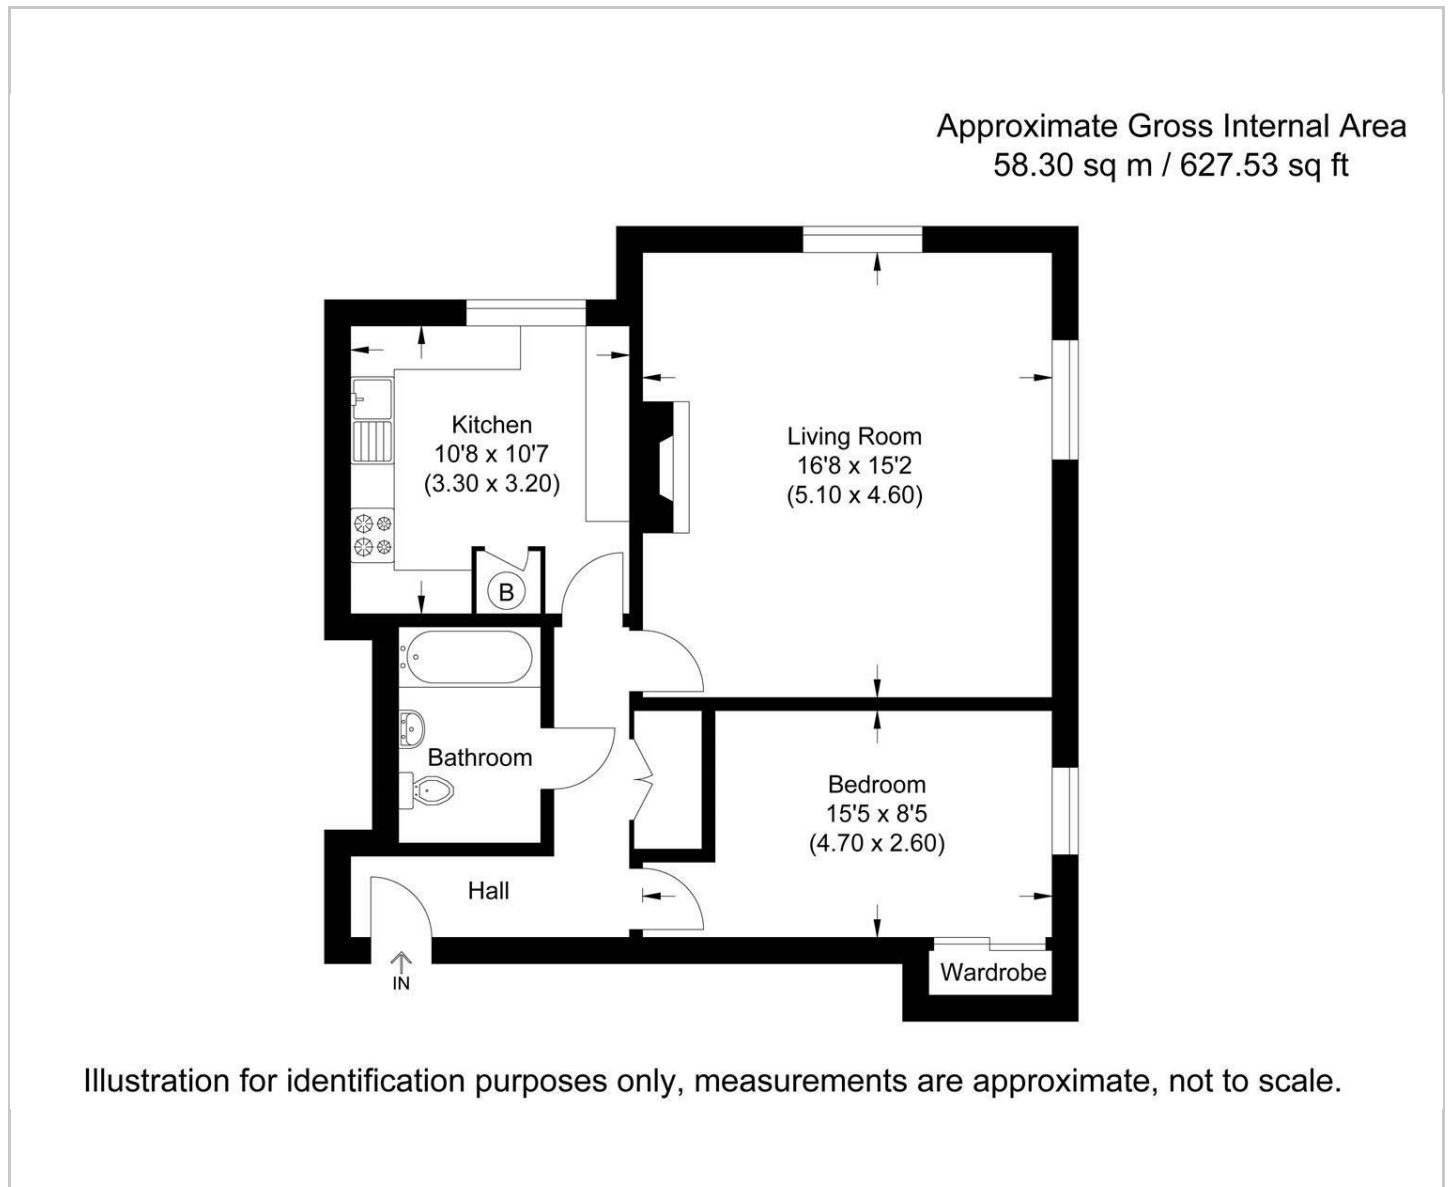 Approximate Gross Internal Area
58.30 sq m / 627.53 sq ft
Kitchen
10'8 x 10'7
(3.30 x 3.20)
Living Room
16'8 x 15'2
(5.10 x 4.60)
B
Bathroom
Bedroom
15'5 x 8'5
(4.70 x 2.60)
Hall
Wardrobe
IN
Illustration for identification purposes only, measurements are approximate, not to scale.